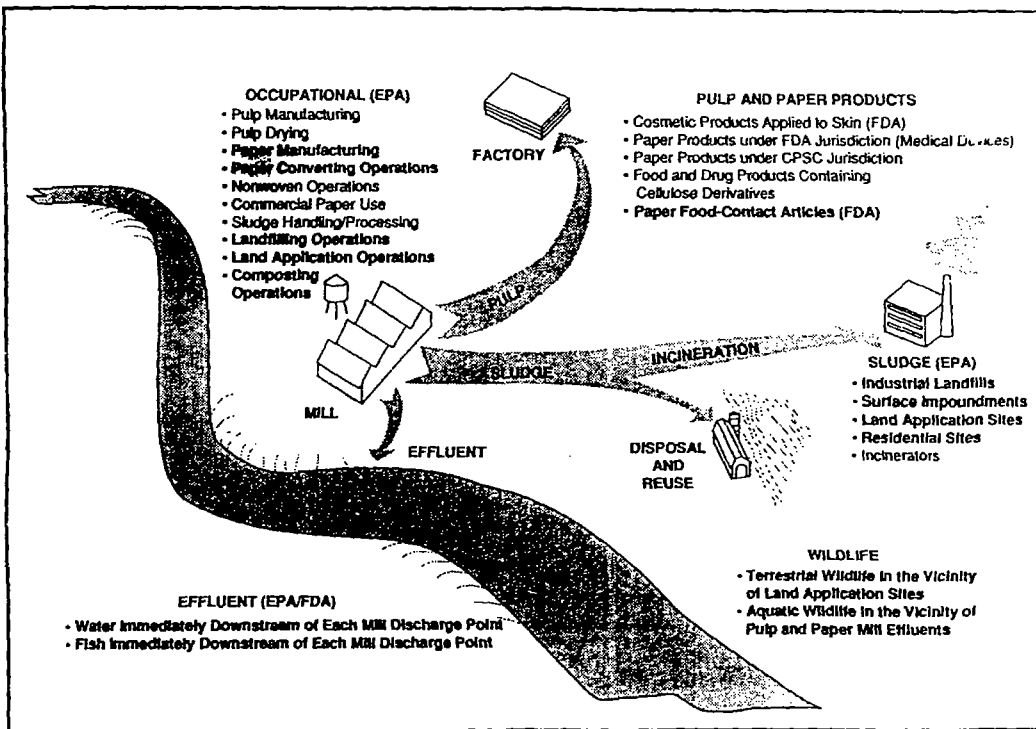 OCCUPATIONAL (EPA)
• Pulp Manufacturing
• Pulp Drying
• Paper Manufacturing
• Paper Converting Operations
• Nonwoven Operations
• Commercial Paper Use
• Sludge Handling/Processing
• Landfilling Operations
• Land Application Operations
• Composting
Operations
FACTORY
PULP AND PAPER PRODUCTS
• Cosmetic Products Applied to Skin (FDA)
• Paper Products under FDA Jurisdiction (Medical Devices)
• Paper Products under CPSC Jurisdiction
• Food and Drug Products Containing
Cellulose Derivatives
• Paper Food-Contact Articles (FDA)
PULP
INCINERATION
SLUDGE
MILL
EFFLUENT
DISPOSAL
AND
REUSE
SLUDGE (EPA)
• Industrial Landfills
• Surface Impoundments
• Land Application Sites
• Residential Sites
• Incinerators
WILDLIFE
• Terrestrial Wildlife in the Vicinity
of Land Application Sites
• Aquatic Wildlife in the Vicinity of
Pulp and Paper Mill Effluents
EFFLUENT (EPA/FDA)
• Water Immediately Downstream of Each Mill Discharge Point
• Fish Immediately Downstream of Each Mill Discharge Point